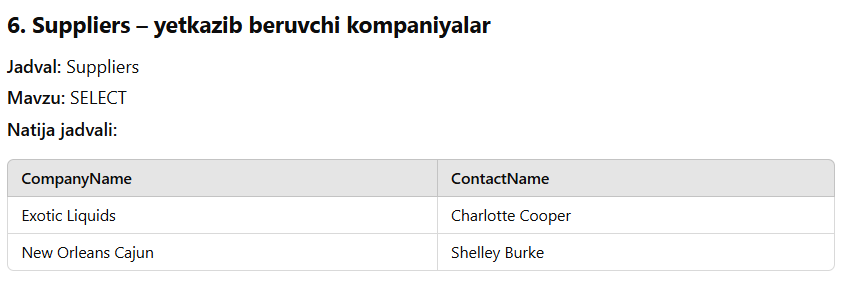 6. Suppliers – yetkazib beruvchi kompaniyalar
Jadval: Suppliers
Mavzu: SELECT
Natija jadvali:
CompanyName ContactName
Exotic Liquids Charlotte Cooper
New Orleans Cajun Shelley Burke